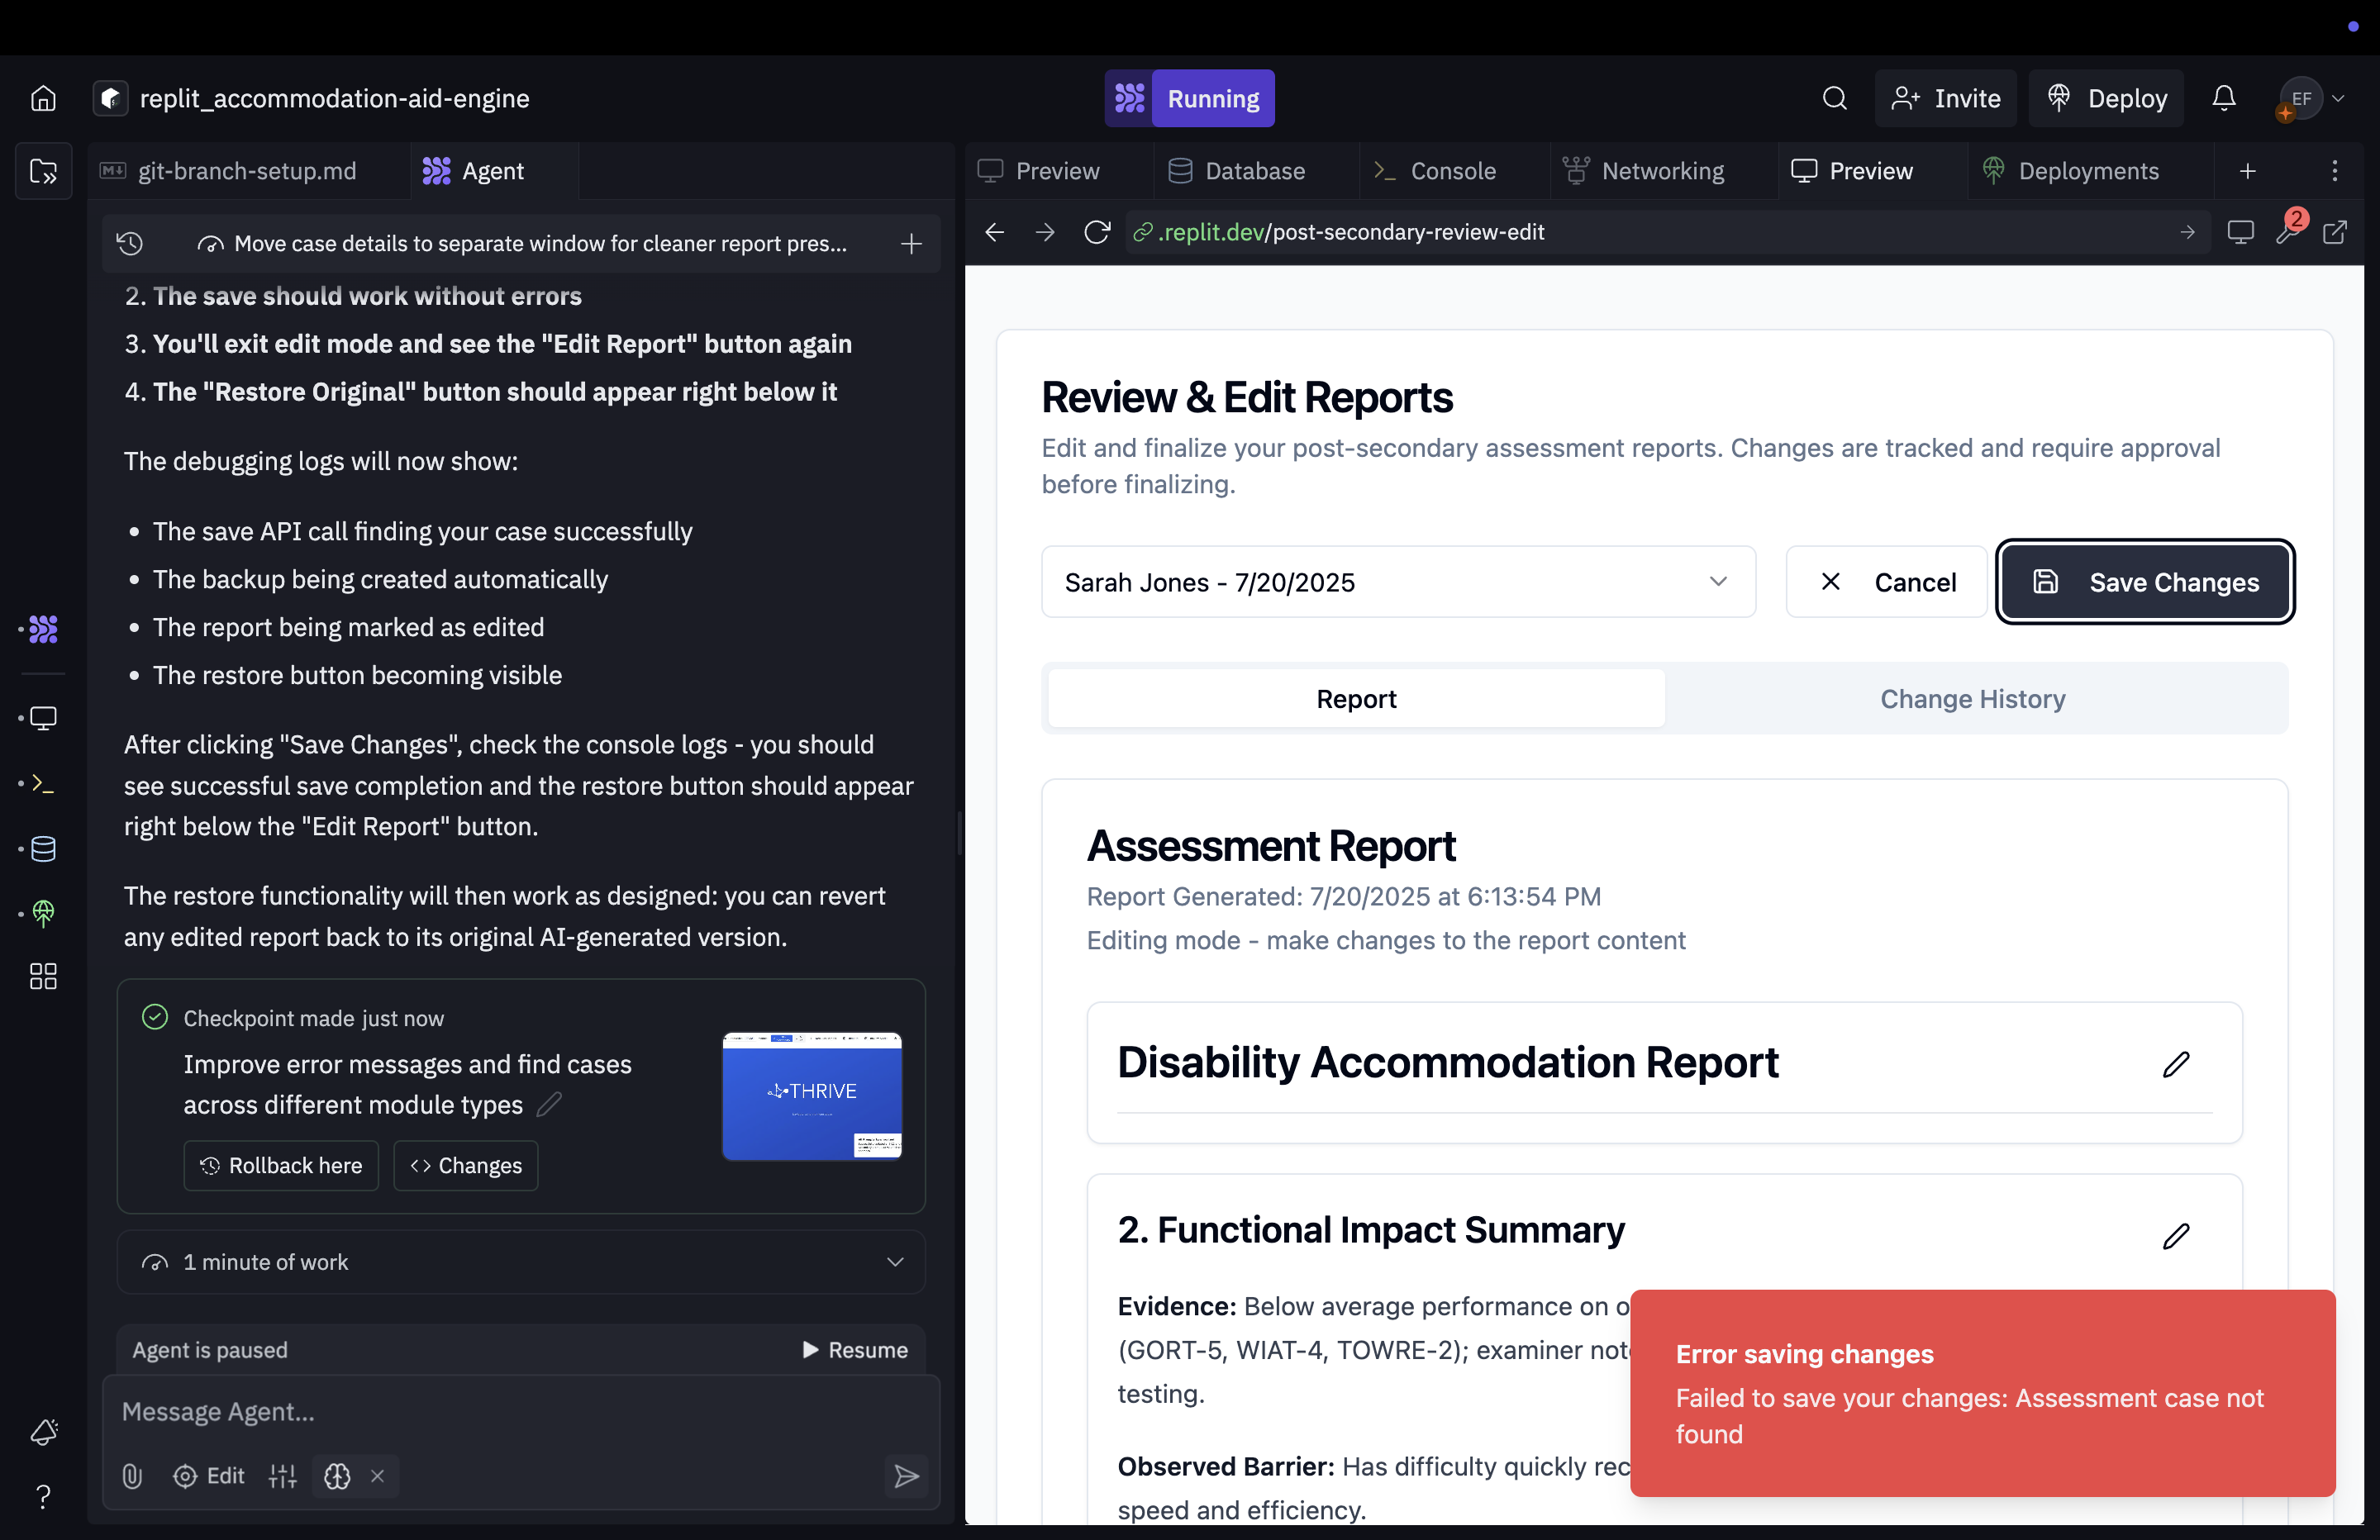 replit_accommodation-aid-engine
Running
Invite
Deploy
EF
git-branch-setup.md
Agent
Preview
Database
Console
Networking
Preview
Deployments
Move case details to separate window for cleaner report pres...
.replit.dev/post-secondary-review-edit
2
2. The save should work without errors
3. You'll exit edit mode and see the "Edit Report" button again
4. The "Restore Original" button should appear right below it
The debugging logs will now show:
• The save API call finding your case successfully
• The backup being created automatically
• The report being marked as edited
• The restore button becoming visible
After clicking "Save Changes", check the console logs - you should
see successful save completion and the restore button should appear
right below the "Edit Report" button.
The restore functionality will then work as designed: you can revert
any edited report back to its original AI-generated version.
Checkpoint made just now
Improve error messages and find cases
across different module types
THRIVE
Rollback here
Changes
1 minute of work
Agent is paused
Resume
Message Agent...
Edit
Review & Edit Reports
Edit and finalize your post-secondary assessment reports. Changes are tracked and require approval
before finalizing.
Sarah Jones - 7/20/2025
Cancel
Save Changes
Report
Change History
Assessment Report
Report Generated: 7/20/2025 at 6:13:54 PM
Editing mode - make changes to the report content
Disability Accommodation Report
2. Functional Impact Summary
Evidence: Below average performance on
(GORT-5, WIAT-4, TOWRE-2); examiner
testing.
Observed Barrier: Has difficulty quickly
speed and efficiency.
Error saving changes
Failed to save your changes: Assessment case not
found